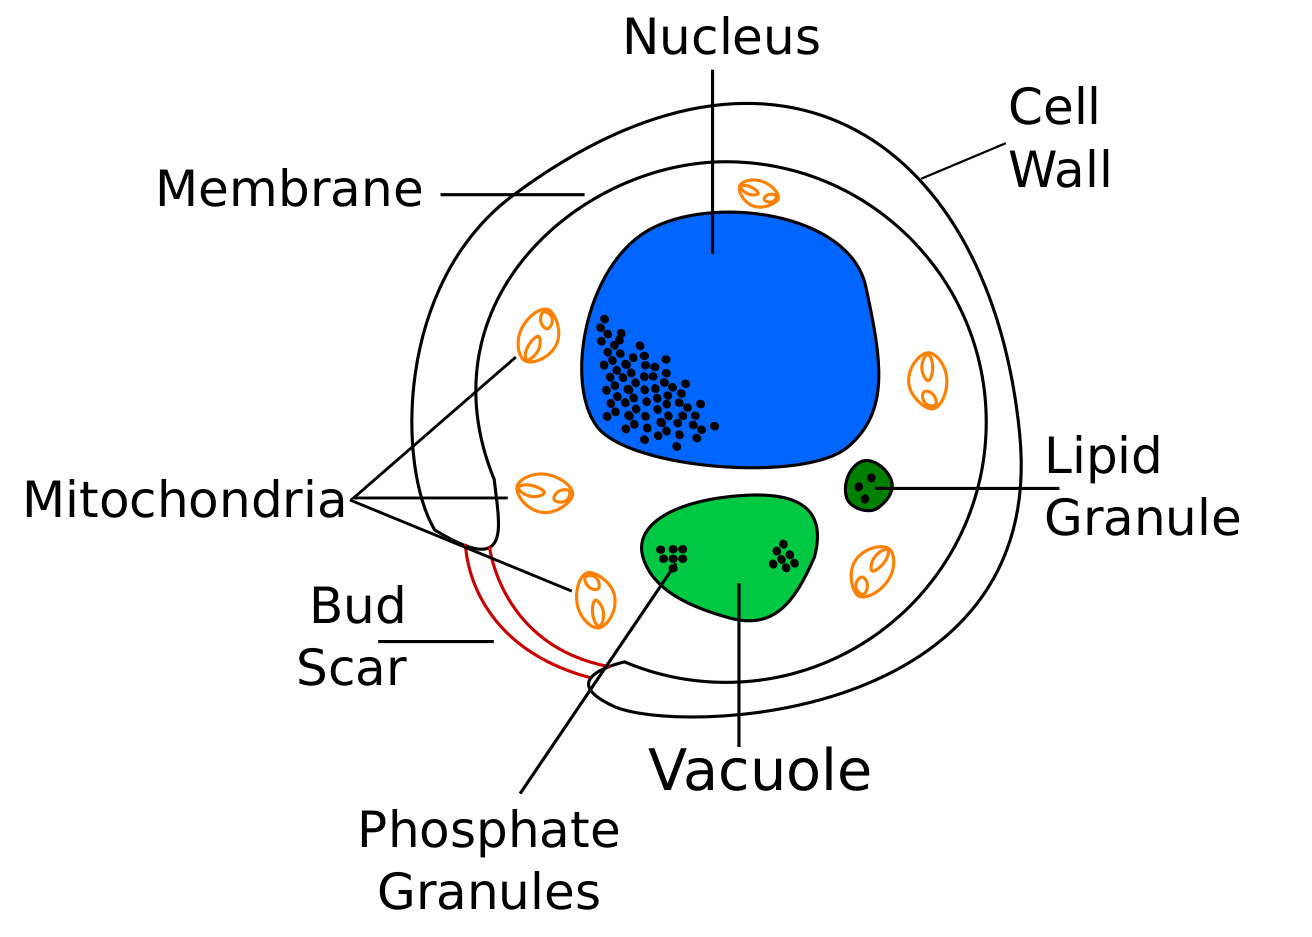 Nucleus
Cell
Wall
Membrane
Lipid
Granule
Mitochondria
Bud
Scar
Vacuole
Phosphate
Granules